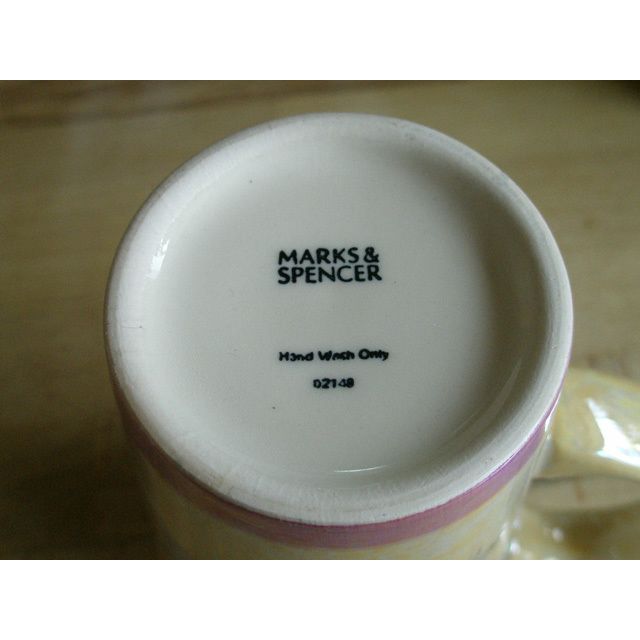 MARKS &
SPENCER
Hand Wash Only
02148